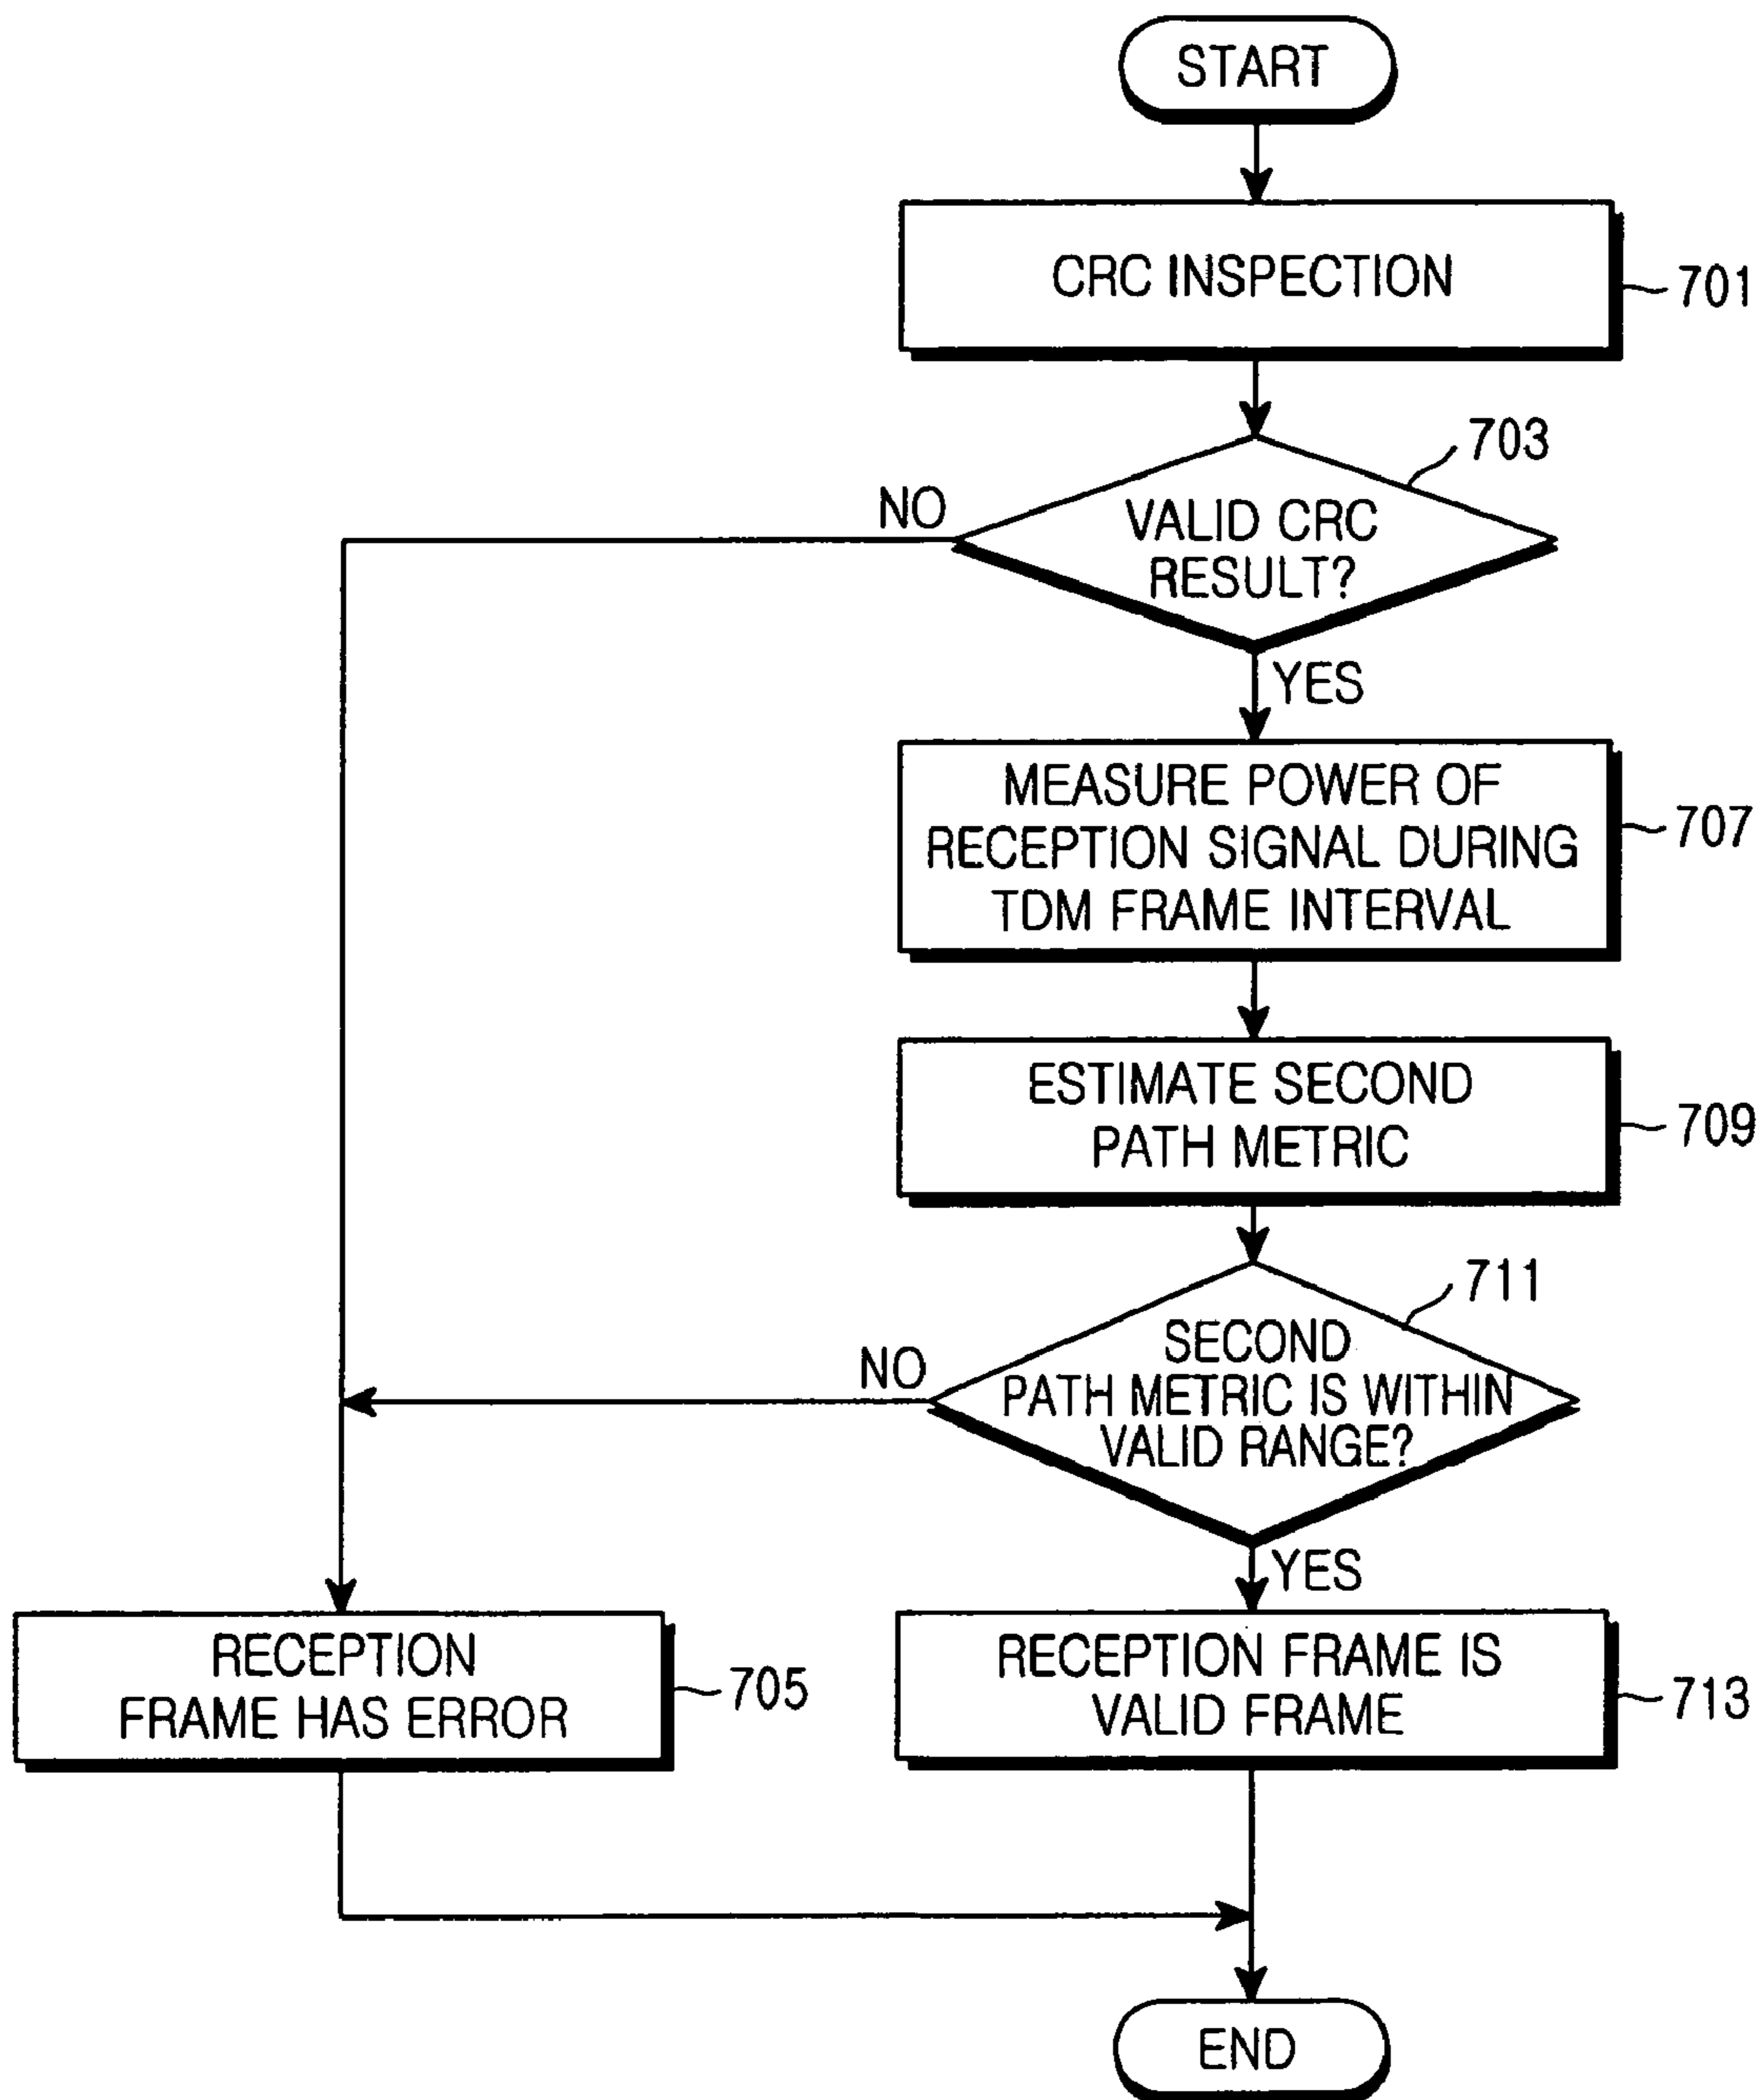 START
CRC INSPECTION
701
703
NO
VALID CRC
RESULT?
YES
MEASURE POWER OF
RECEPTION SIGNAL DURING
TDM FRAME INTERVAL
707
ESTIMATE SECOND
PATH METRIC
709
711
NO
SECOND
PATH METRIC IS WITHIN
VALID RANGE?
YES
RECEPTION
FRAME HAS ERROR
705
RECEPTION FRAME IS
VALID FRAME
713
END